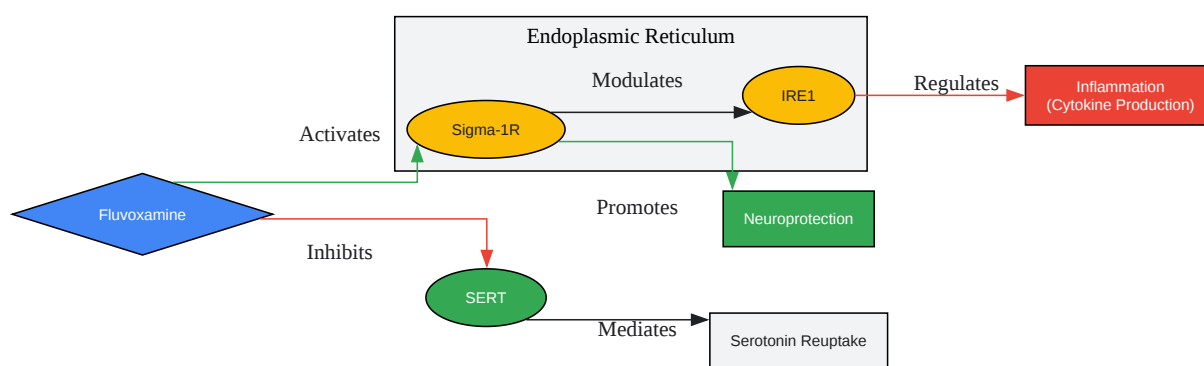 Endoplasmic Reticulum
Modulates
IRE1
Regulates
Inflammation
(Cytokine Production)
Activates
Sigma-1R
Fluvoxamine
Promotes
Neuroprotection
Inhibits
SERT
Mediates
Serotonin Reuptake